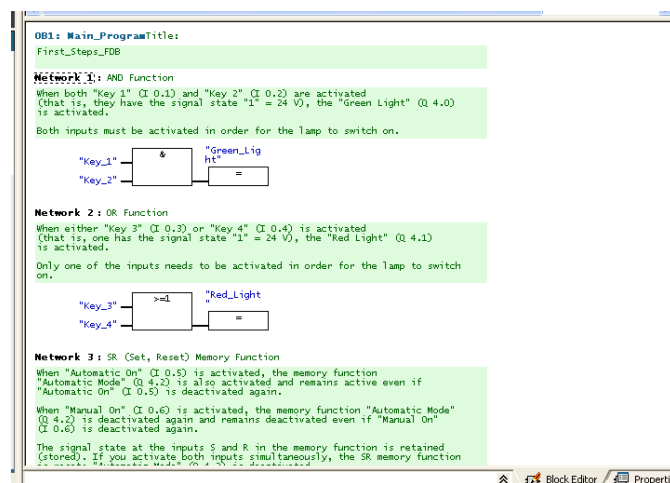 OB1: Main_ProgramTitle:
First_Steps_FDB
Network 1: AND Function
When both "Key 1" (I 0.1) and "Key 2" (I 0.2) are activated
(that is, they have the signal state "1" = 24 V), the "Green Light" (Q 4.0)
is activated.
Both inputs must be activated in order for the lamp to switch on.
&
"Green_Lig
ht"
"Key_1"
"Key_2"
=
Network 2: OR Function
When either "Key 3" (I 0.3) or "Key 4" (I 0.4) is activated
(that is, one has the signal state "1" = 24 V), the "Red Light" (Q 4.1)
is activated.
Only one of the inputs needs to be activated in order for the lamp to switch
on.
>=1
"Red_Light
"
"Key_3"
"Key_4"
=
Network 3: SR (Set, Reset) Memory Function
When "Automatic On" (I 0.5) is activated, the memory function
"Automatic Mode" (Q 4.2) is also activated and remains active even if
"Automatic On" (I 0.5) is deactivated again.
When "Manual On" (I 0.6) is activated, the memory function "Automatic Mode"
(Q 4.2) is deactivated again and remains deactivated even if "Manual On"
(I 0.6) is deactivated again.
The signal state at the inputs S and R in the memory function is retained
(stored). If you activate both inputs simultaneously, the SR memory function
Block Editor
Properti